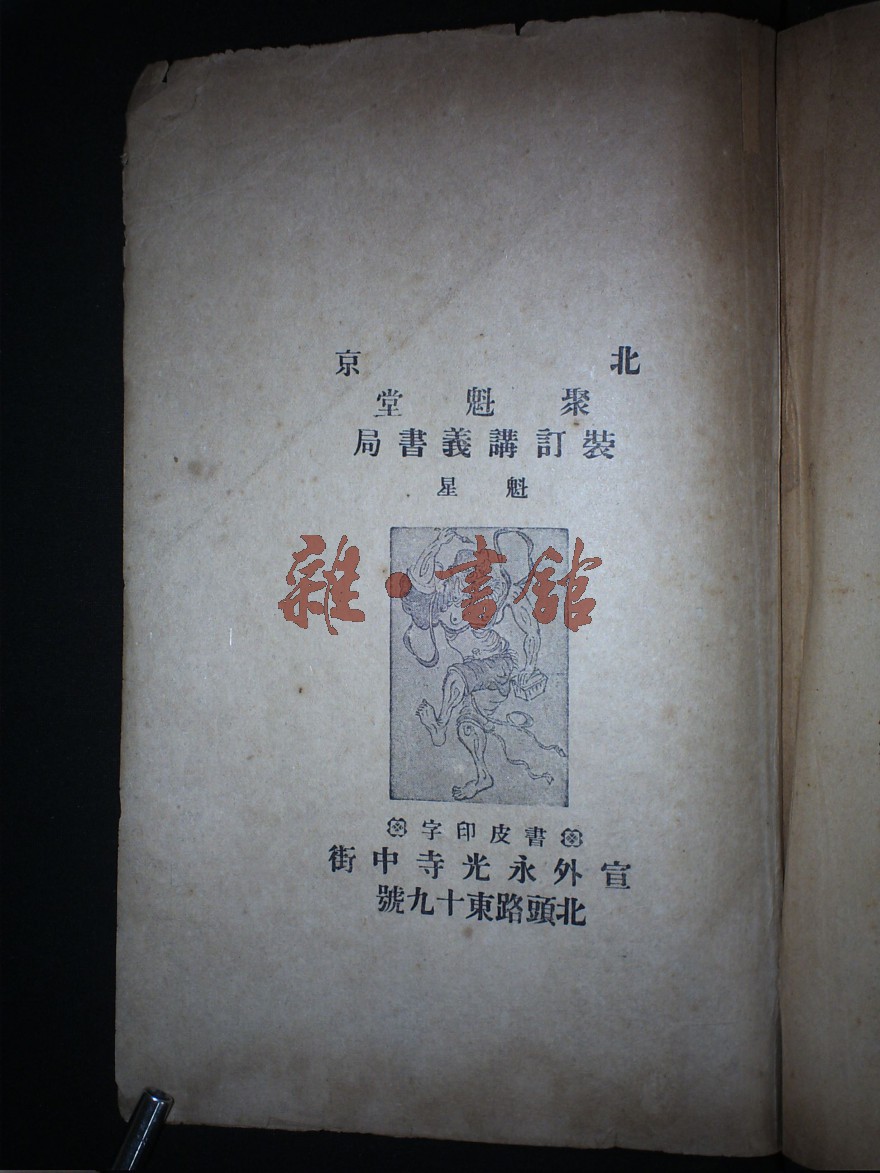 北京
聚魁堂
裝訂講義書局
魁星
雜·書館
書皮印字
宣外永光寺中街
北頭路東十九號